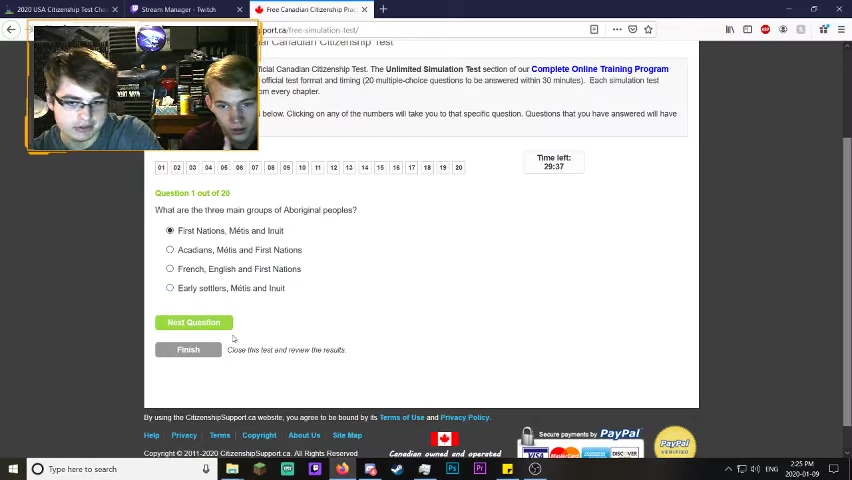 2020 USA Citizenship Test Che
Stream Manager - Twitch
Free Canadian Citizenship Prac
pport.ca/free-simulation-test/
al Canadian Citizenship Test
ficial Canadian Citizenship Test. The Unlimited Simulation Test section of our Complete Online Training Program
official test format and timing (20 multiple-choice questions to be answered within 30 minutes). Each simulation test
om every chapter.
below. Clicking on any of the numbers will take you to that specific question. Questions that you have answered will have
01 02 03 04 05 06 07 08 09 10 11 12 13 14 15 16 17 18 19 20
Time left:
29:37
Question 1 out of 20
What are the three main groups of Aboriginal peoples?
First Nations, Métis and Inuit
Acadians, Métis and First Nations
French, English and First Nations
Early settlers, Métis and Inuit
Next Question
Finish
Close this test and review the results.
By using the CitizenshipSupport.ca website, you agree to be bound by its Terms of Use and Privacy Policy.
Help Privacy Terms Copyright About Us Site Map
Copyright © 2011-2020 CitizenshipSupport.ca. All Rights Reserved.
Canadian owned and operated
Secure payments by PayPal
VISA
DISCOVER
PayPal
VERIFIED
Type here to search
Ps
Pr
ENG
2:25 PM
2020-01-09